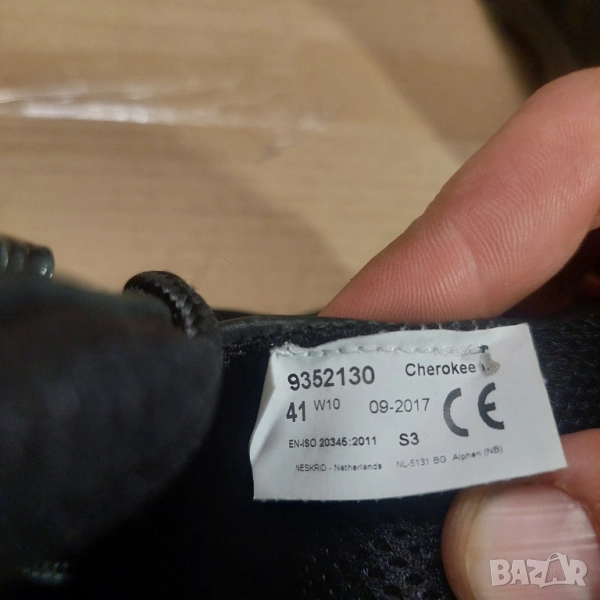 9352130 Cherokee
41 W10 09-2017 CE
EN-ISO 20345:2011 S3
NESKRID - Netherlands NL-5131 BG Alphen (NB)
BAZAR